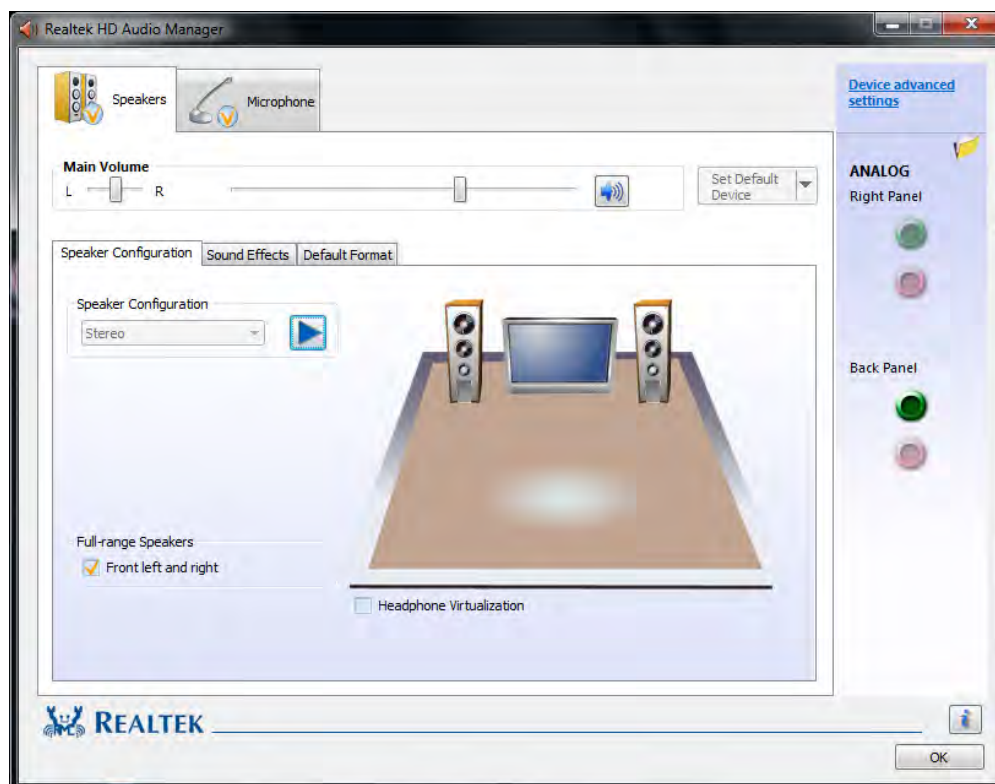 Realtek HD Audio Manager
Speakers
Microphone
Device advanced
settings
Main Volume
L
R
Set Default
Device
ANALOG
Right Panel
Speaker Configuration
Sound Effects
Default Format
Speaker Configuration
Stereo
Back Panel
Full-range Speakers
Front left and right
Headphone Virtualization
REALTEK
i
OK